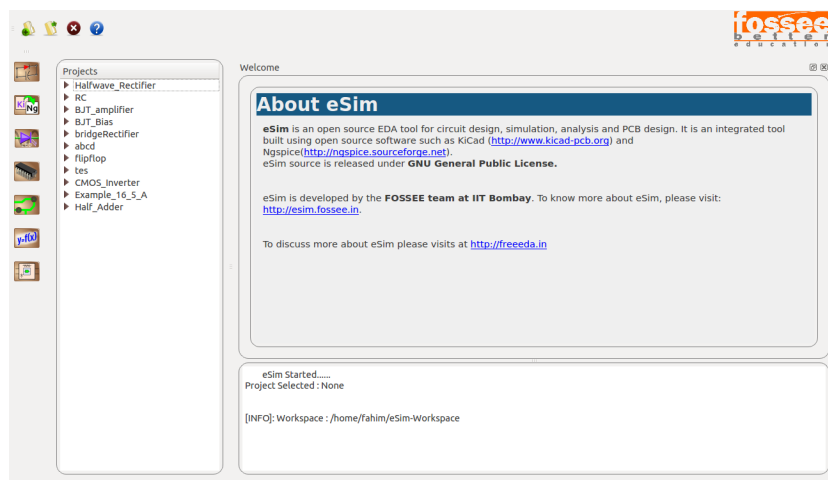 fossee
better
education
Projects
Halfwave_Rectifier
RC
BJT_amplifier
BJT_Bias
bridgeRectifier
abcd
flipflop
tes
CMOS_Inverter
Example_16_5_A
Half_Adder
Ki Ng
y=f(x)
Welcome
About eSim
eSim is an open source EDA tool for circuit design, simulation, analysis and PCB design. It is an integrated tool
built using open source software such as KiCad (http://www.kicad-pcb.org) and
Ngspice(http://ngspice.sourceforge.net).
eSim source is released under GNU General Public License.
eSim is developed by the FOSSEE team at IIT Bombay. To know more about eSim, please visit:
http://esim.fossee.in.
To discuss more about eSim please visits at http://freeeda.in
eSim Started......
Project Selected : None
[INFO]: Workspace : /home/fahim/eSim-Workspace